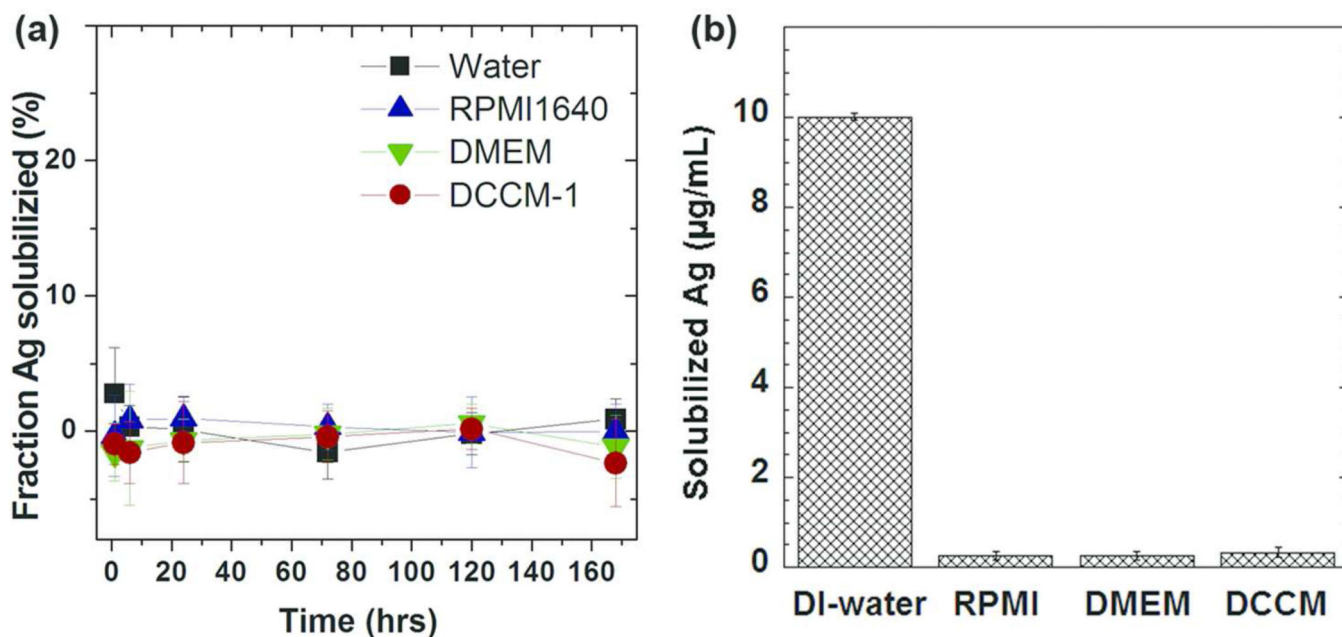 (a)
Fraction Ag solubilizied (%)
20
10
0
Water
RPMI1640
DMEM
DCCM-1
0 20 40 60 80 100 120 140 160
Time (hrs)
(b)
Solubilized Ag (µg/mL)
10
8
6
4
2
0
DI-water RPMI DMEM DCCM